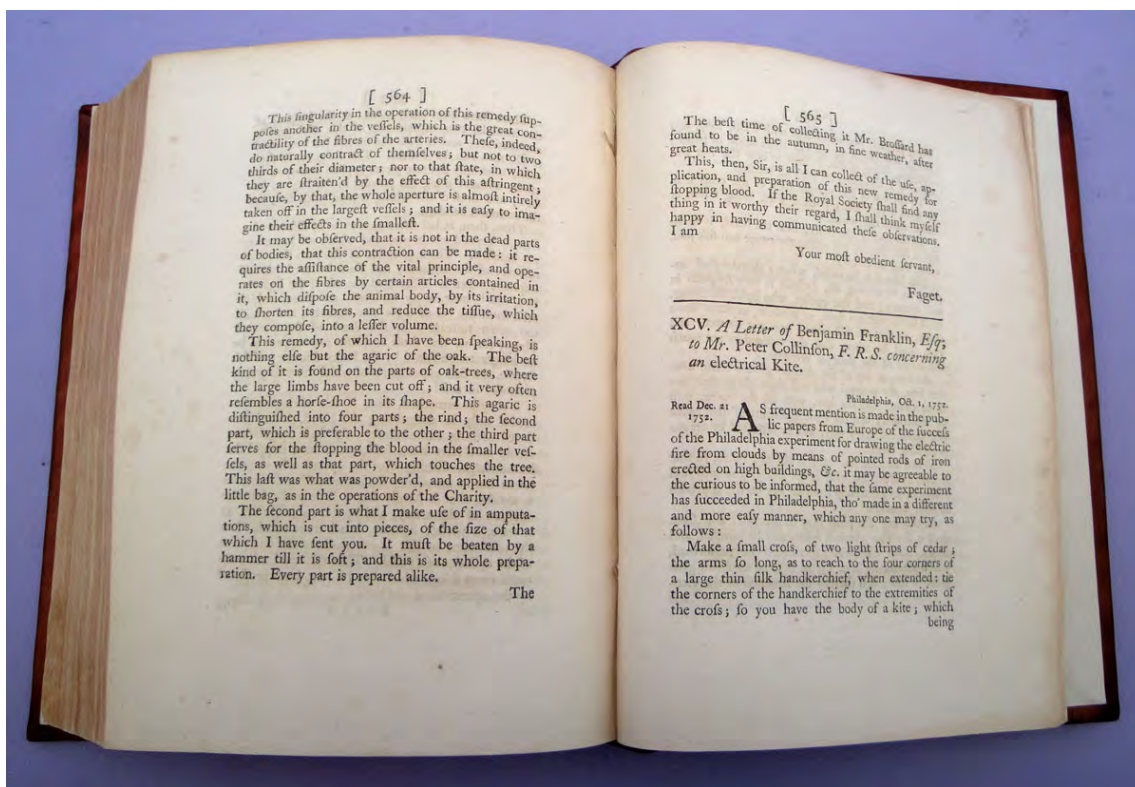 [ 564 ]
This ſingularity in the operation of this remedy ſup-
poſes another in the veſſels, which is the great con-
tractility of the fibres of the arteries. Theſe, indeed,
do naturally contract of themſelves; but not to two
thirds of their diameter; nor to that ſtate, in which
they are ſtraiten'd by the effect of this aſtringent;
becauſe, by that, the whole aperture is almoſt intirely
taken off in the largeſt veſſels; and it is eaſy to ima-
gine their effects in the ſmalleſt.
It may be obſerved, that it is not in the dead parts
of bodies, that this contraction can be made: it re-
quires the aſſiſtance of the vital principle, and ope-
rates on the fibres by certain articles contained in
it, which diſpoſe the animal body, by its irritation,
to ſhorten its fibres, and reduce the tiſſue, which
they compoſe, into a leſſer volume.
This remedy, of which I have been ſpeaking, is
nothing elſe but the agaric of the oak. The beſt
kind of it is found on the parts of oak-trees, where
the large limbs have been cut off; and it very often
reſembles a horſe-ſhoe in its ſhape. This agaric is
diſtinguiſhed into four parts; the rind; the ſecond
part, which is preferable to the other; the third part
ſerves for the ſtopping the blood in the ſmaller veſ-
ſels, as well as that part, which touches the tree.
This laſt was what was powder'd, and applied in the
little bag, as in the operations of the Charity.
The ſecond part is what I make uſe of in amputa-
tions, which is cut into pieces, of the ſize of that
which I have ſent you. It muſt be beaten by a
hammer till it is ſoft; and this is its whole prepa-
ration. Every part is prepared alike.
The
[ 565 ]
The beſt time of collecting it Mr. Broſſard has
found to be in the autumn, in fine weather, after
great heats.
This, then, Sir, is all I can collect of the uſe, ap-
plication, and preparation of this new remedy for
ſtopping blood. If the Royal Society ſhall find any
thing in it worthy their regard, I ſhall think myſelf
happy in having communicated theſe obſervations.
I am
Your moſt obedient ſervant,
Faget.
XCV. A Letter of Benjamin Franklin, Eſq;
to Mr. Peter Collinſon, F. R. S. concerning
an electrical Kite.
Philadelphia, Oct. 1, 1752.
Read Dec. 21 AS frequent mention is made in the pub-
1752. lic papers from Europe of the ſucceſs
of the Philadelphia experiment for drawing the electric
fire from clouds by means of pointed rods of iron
erected on high buildings, &c. it may be agreeable to
the curious to be informed, that the ſame experiment
has ſucceeded in Philadelphia, tho' made in a different
and more eaſy manner, which any one may try, as
follows:
Make a ſmall croſs, of two light ſtrips of cedar;
the arms ſo long, as to reach to the four corners of
a large thin ſilk handkerchief, when extended: tie
the corners of the handkerchief to the extremities of
the croſs; ſo you have the body of a kite; which
being